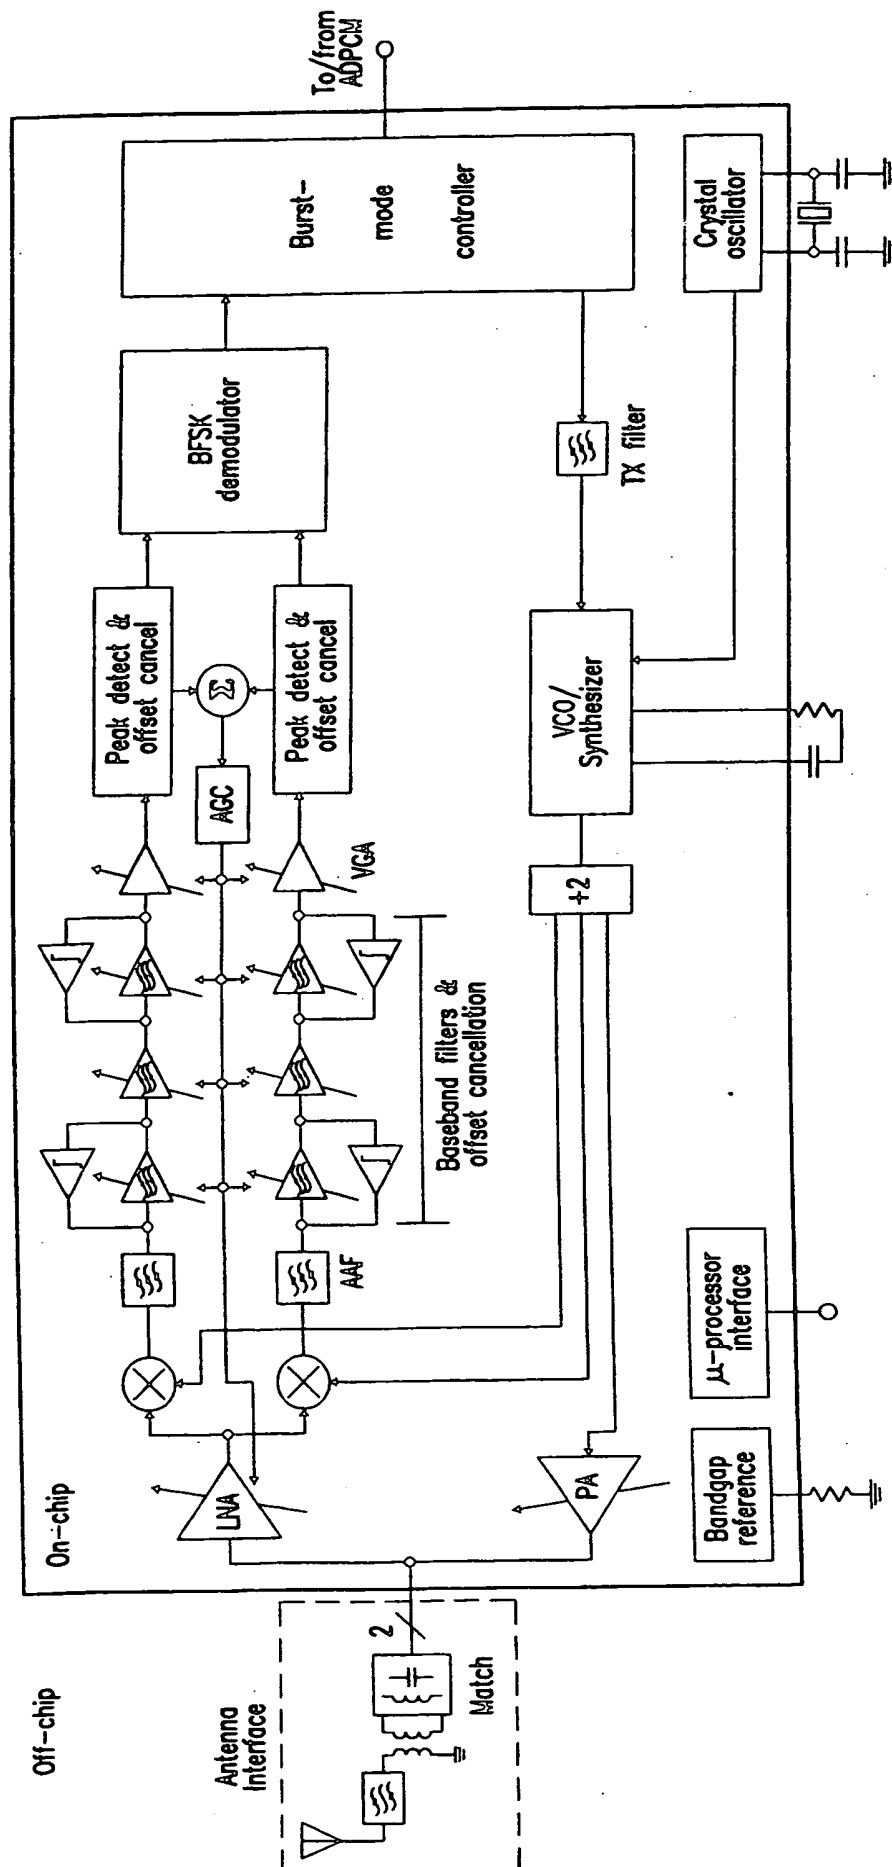 Off-chip
On-chip
Antenna
Interface
Match
2
LNA
PA
AAF
Baseband filters &
offset cancellation
VGA
AGC
Σ
Peak detect &
offset cancel
Peak detect &
offset cancel
BFSK
demodulator
Burst-
mode
controller
To/from
ADPCM
TX filter
VCO/
Synthesizer
÷2
Crystal
oscillator
μ-processor
interface
Bandgap
reference